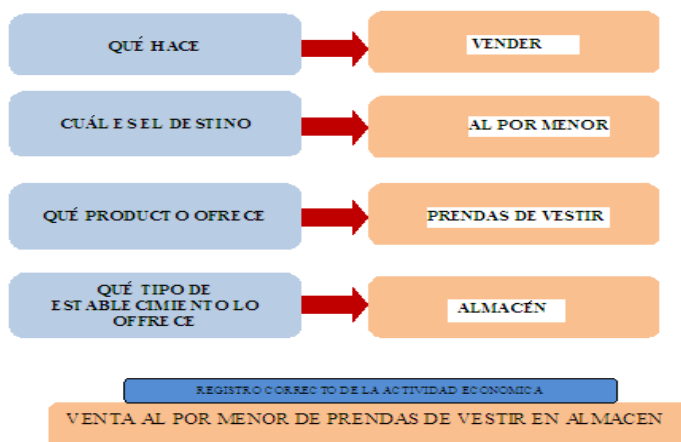 QUÉ HACE
VENDER
CUÁL ES EL DESTINO
AL POR MENOR
QUÉ PRODUCTO OFRECE
PRENDAS DE VESTIR
QUÉ TIPO DE
ESTABLECIMIENTO LO
OFFRECE
ALMACÉN
REGISTRO CORRECTO DE LA ACTIVIDAD ECONOMICA
VENTA AL POR MENOR DE PRENDAS DE VESTIR EN ALMACEN